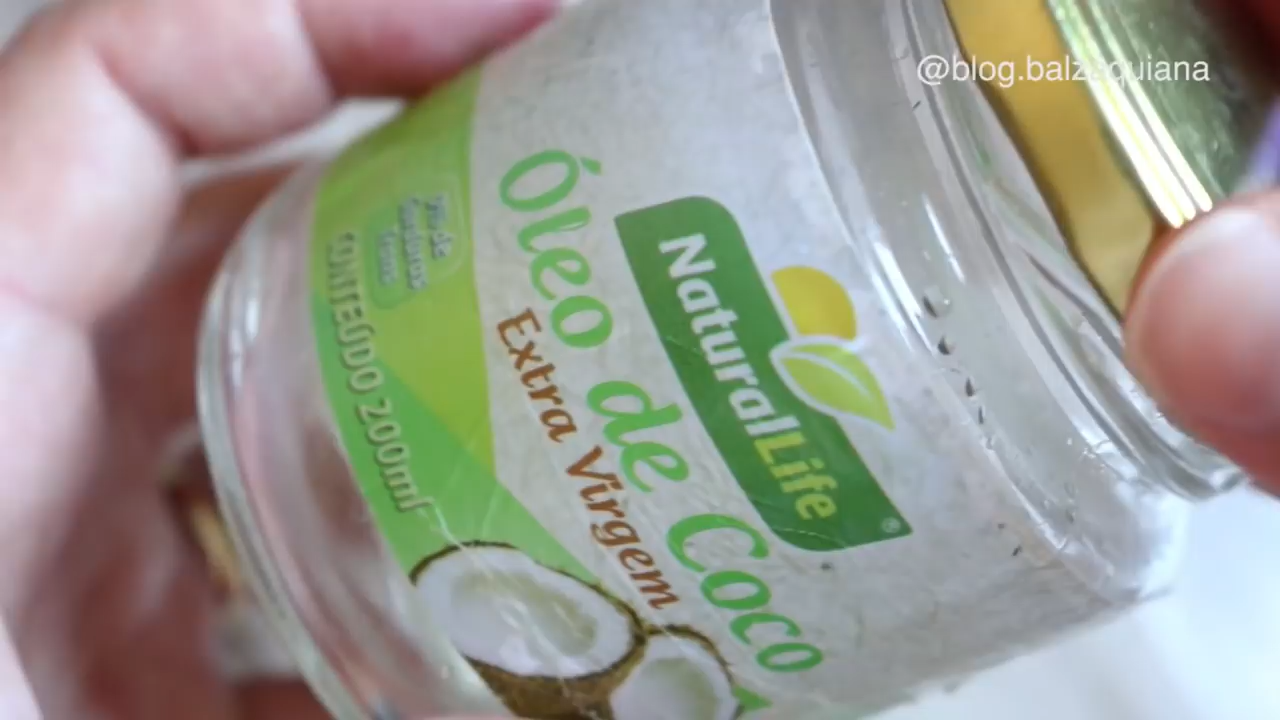 @blog.balzaquiana
NaturalLife®
Óleo de Coco
Extra Virgem
CONTEÚDO 200ml